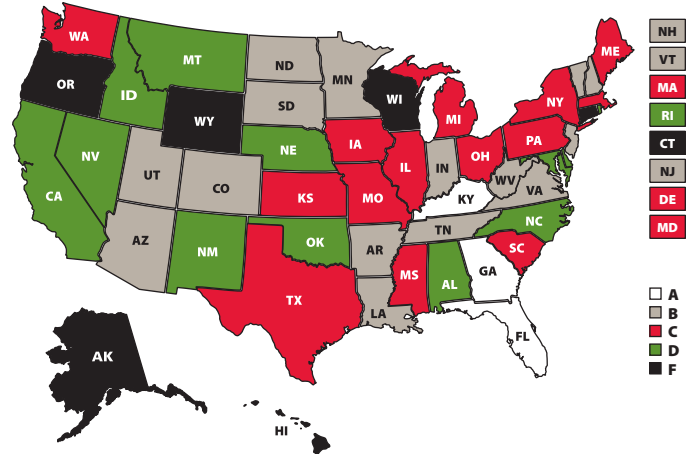 WA
MT
ND
MN
ME
OR
ID
SD
WI
WY
MI
NY
NV
NE
IA
PA
CA
UT
CO
IL
IN
OH
KS
MO
WV
VA
KY
AZ
NM
OK
AR
TN
NC
SC
TX
MS
AL
GA
LA
FL
AK
HI
NH
VT
MA
RI
CT
NJ
DE
MD
A
B
C
D
F